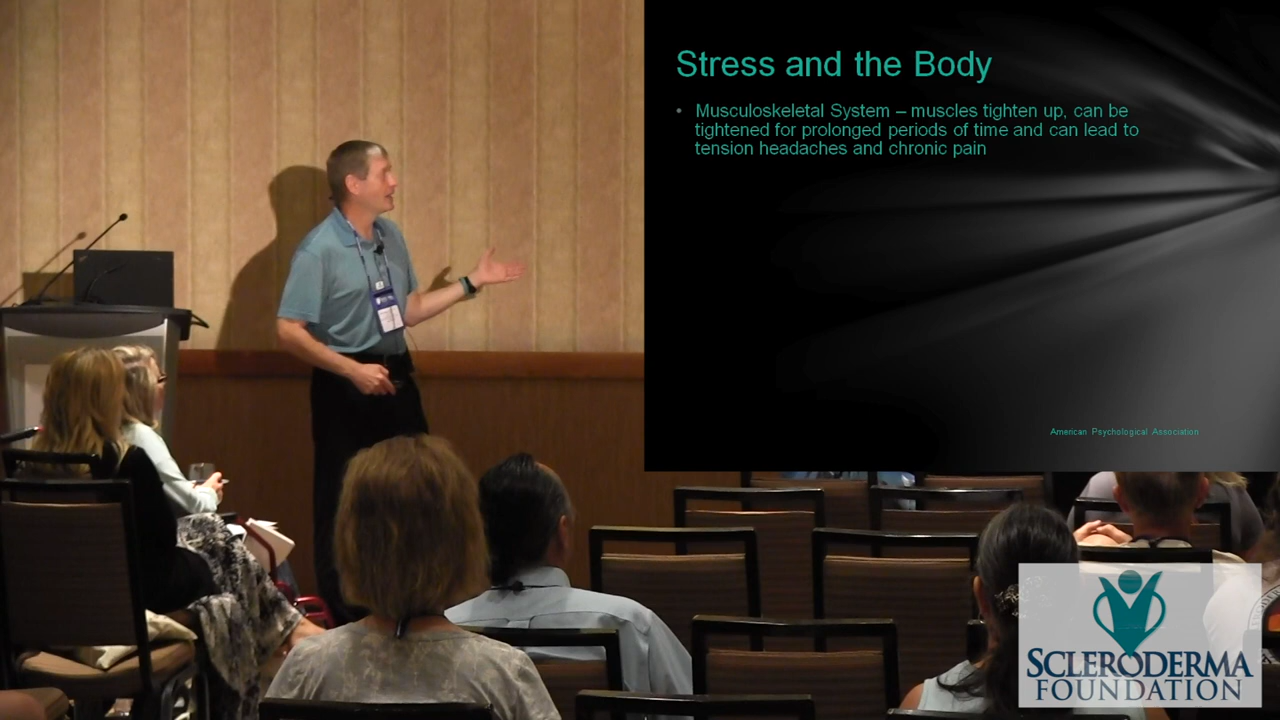 Stress and the Body
• Musculoskeletal System – muscles tighten up, can be
tightened for prolonged periods of time and can lead to
tension headaches and chronic pain
American Psychological Association
SCLERODERMA
FOUNDATION